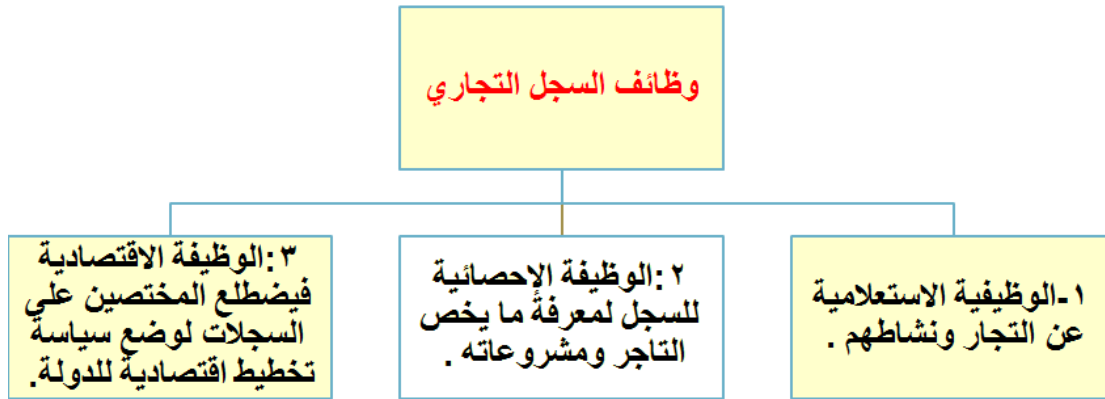 وظائف السجل التجاري
١-الوظيفية الاستعلامية
عن التجار ونشاطهم .
٢:الوظيفة الاحصائية
للسجل لمعرفة ما يخص
التاجر ومشروعاته .
٣:الوظيفة الاقتصادية
فيضطلع المختصين على
السجلات لوضع سياسة
تخطيط اقتصادية للدولة.